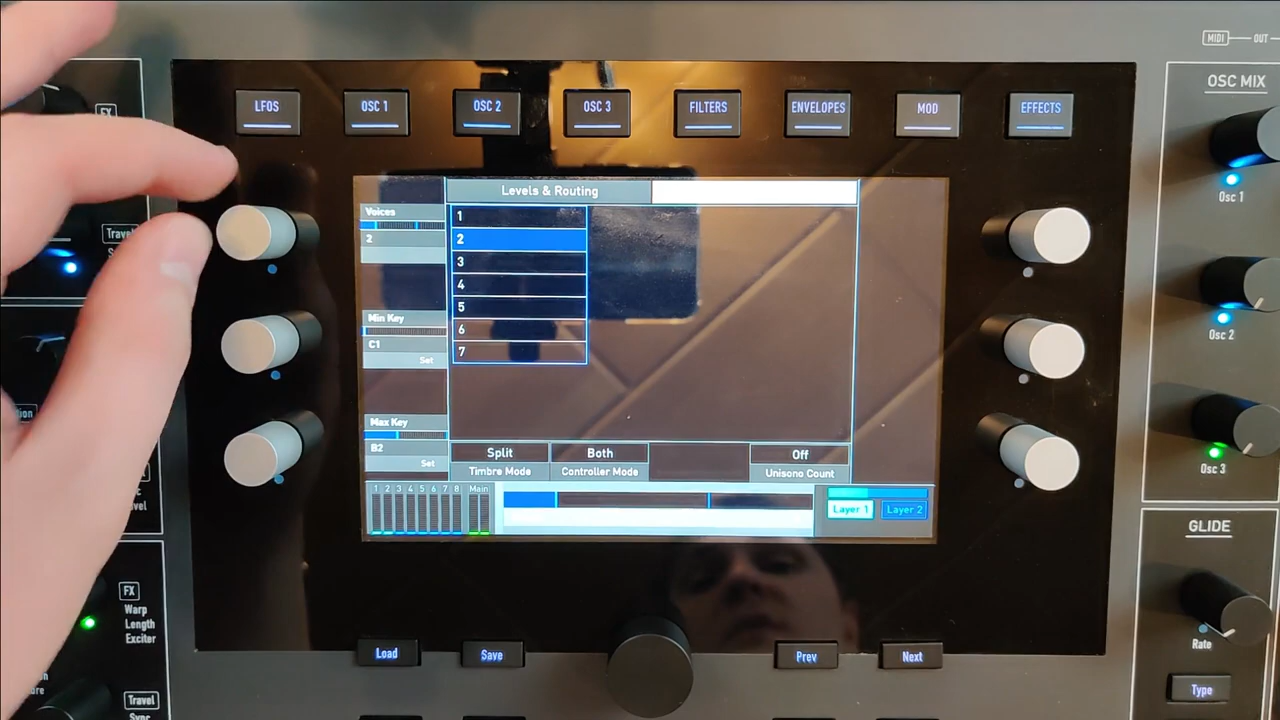 MIDI OUT
OSC MIX
LFOS
OSC 1
OSC 2
OSC 3
FILTERS
ENVELOPES
MOD
EFFECTS
FX
Osc 1
Levels & Routing
Voices
2
1
2
3
4
5
6
7
Min Key
C1
Set
Max Key
B2
Set
Split
Both
Off
Timbre Mode
Controller Mode
Unisono Count
1 2 3 4 5 6 7 8 Main
Layer 1
Layer 2
Osc 2
Osc 3
GLIDE
Rate
Type
FX
Warp
Length
Exciter
Travel
Sync
Load
Save
Prev
Next